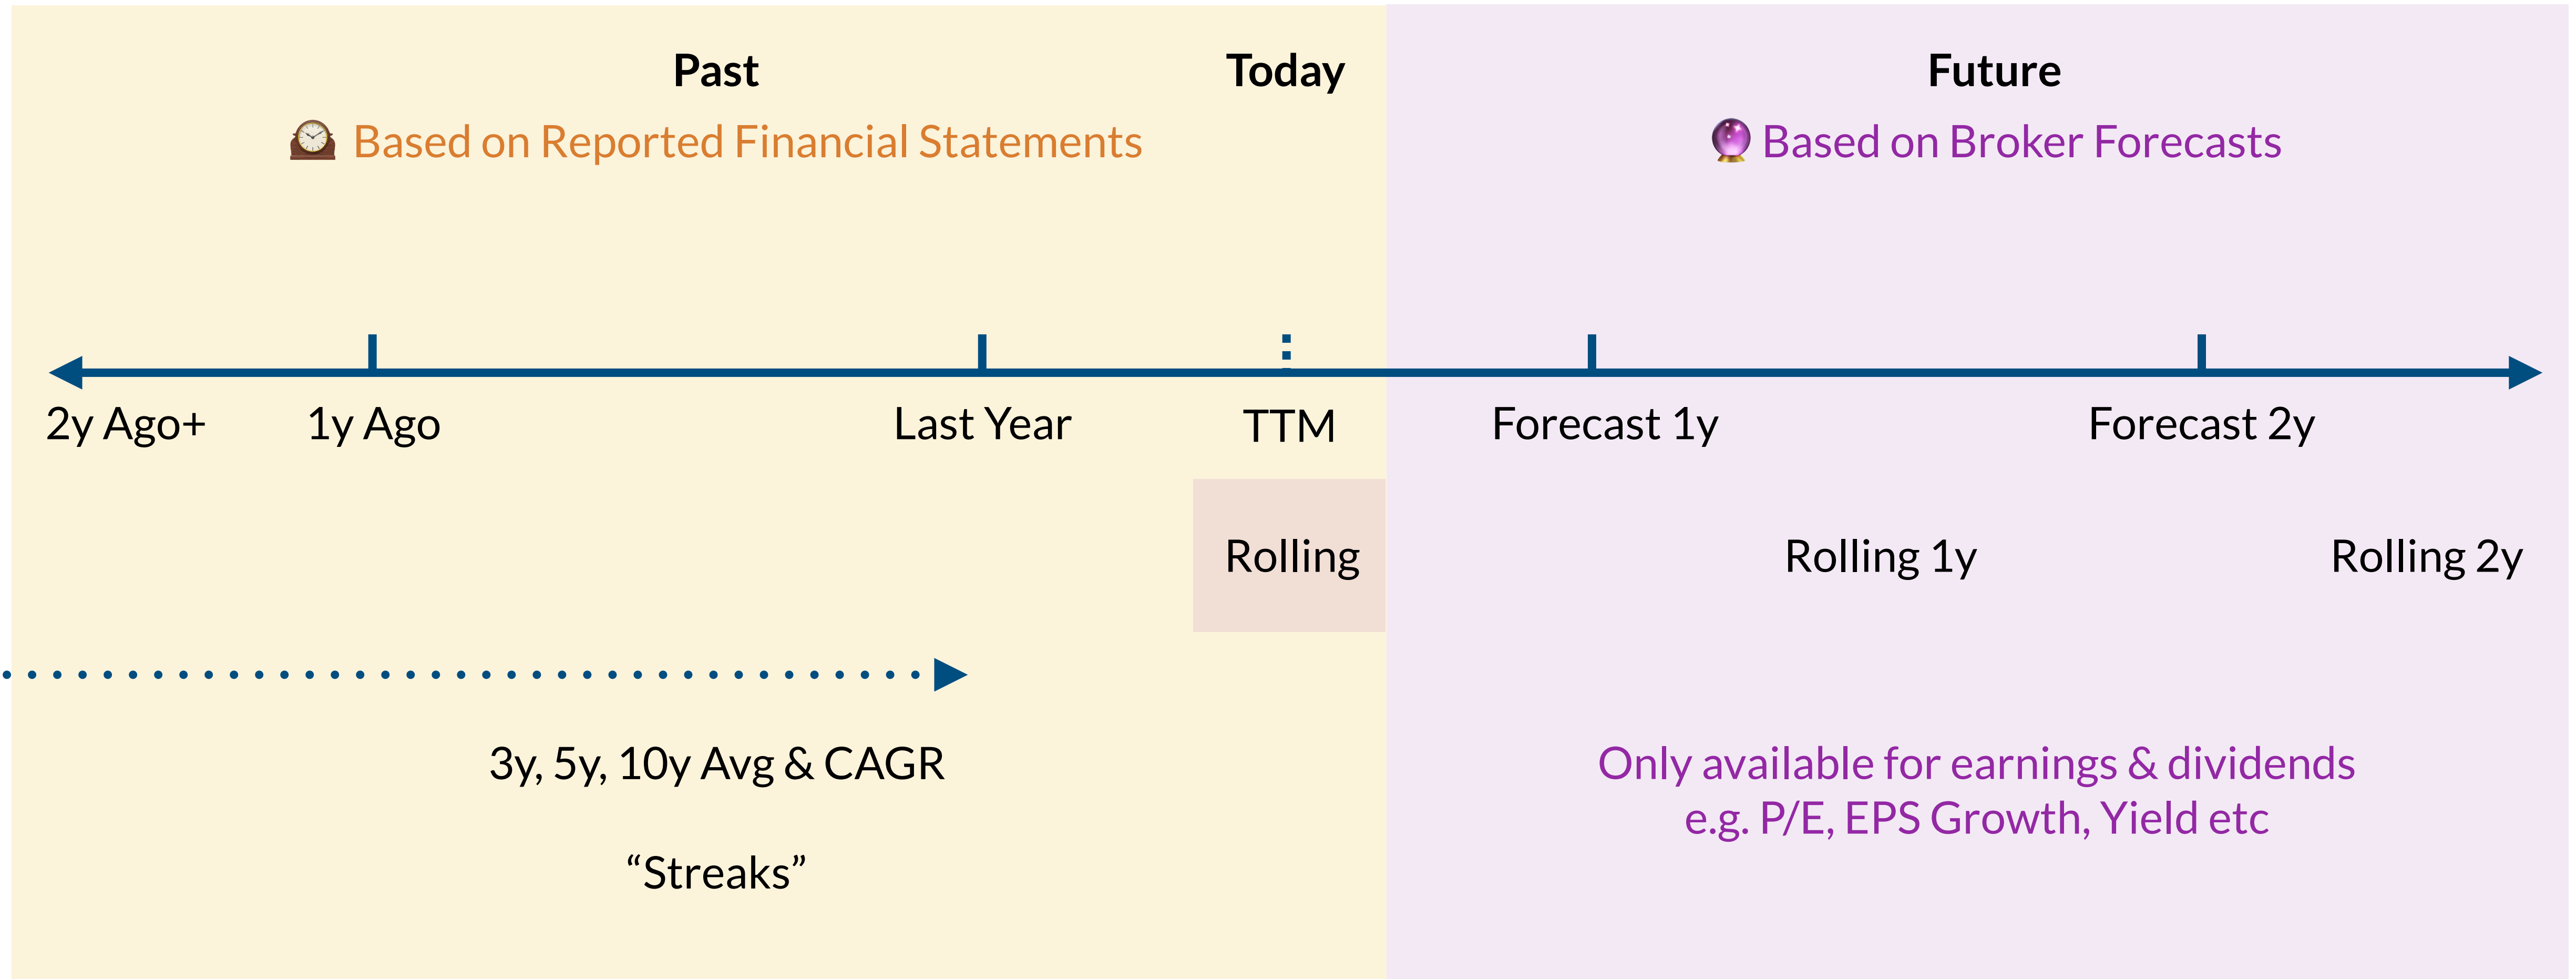 Past
Today
Future
Based on Reported Financial Statements
Based on Broker Forecasts
2y Ago+
1y Ago
Last Year
TTM
Forecast 1y
Forecast 2y
Rolling
Rolling 1y
Rolling 2y
3y, 5y, 10y Avg & CAGR
“Streaks”
Only available for earnings & dividends
e.g. P/E, EPS Growth, Yield etc